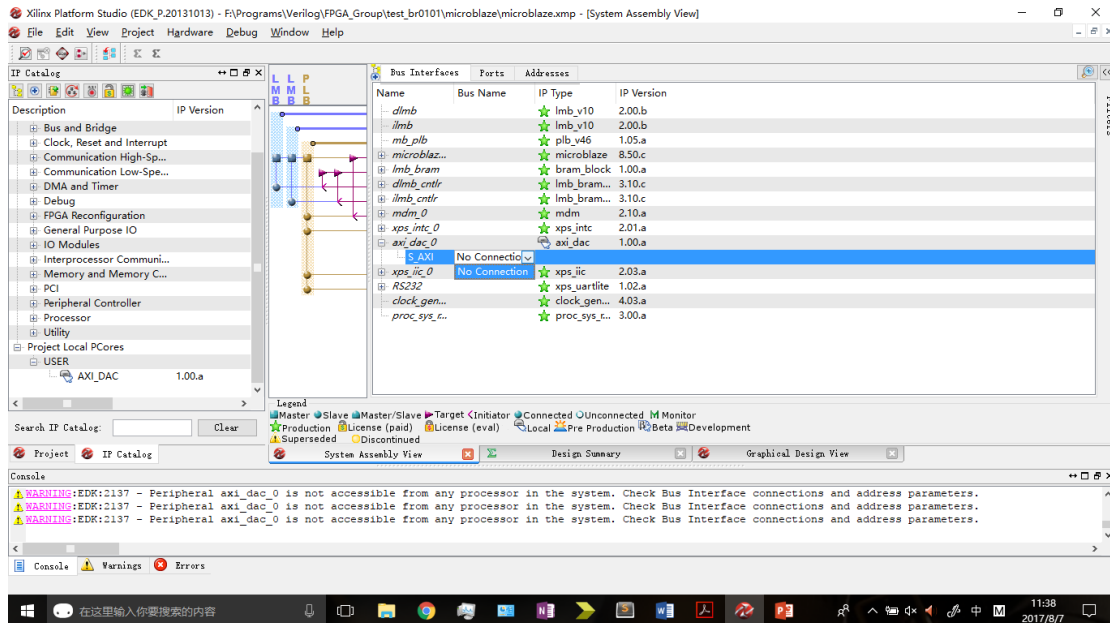 Xilinx Platform Studio (EDK_P.20131013) - F:\Programs\Verilog\FPGA_Group\test_br0101\microblaze\microblaze.xmp - [System Assembly View]
File Edit View Project Hardware Debug Window Help
IP Catalog
Description IP Version
Bus and Bridge
Clock, Reset and Interrupt
Communication High-Sp...
Communication Low-Spe...
DMA and Timer
Debug
FPGA Reconfiguration
General Purpose IO
IO Modules
Interprocessor Communi...
Memory and Memory C...
PCI
Peripheral Controller
Processor
Utility
Project Local PCores
USER
AXI_DAC 1.00.a
Search IP Catalog: Clear
Project IP Catalog
L L P
M M L
B B B
Bus Interfaces Ports Addresses
Name Bus Name IP Type IP Version
dlmb lmb_v10 2.00.b
ilmb lmb_v10 2.00.b
mb_plb plb_v46 1.05.a
microblaz... microblaze 8.50.c
lmb_bram bram_block 1.00.a
dlmb_cntlr lmb_bram... 3.10.c
ilmb_cntlr lmb_bram... 3.10.c
mdm_0 mdm 2.10.a
xps_intc_0 xps_intc 2.01.a
axi_dac_0 axi_dac 1.00.a
S_AXI No Connectio
xps_iic_0 No Connection xps_iic 2.03.a
RS232 xps_uartlite 1.02.a
clock_gen... clock_gen... 4.03.a
proc_sys_r... proc_sys_r... 3.00.a
Legend
Master Slave Master/Slave Target Initiator Connected Unconnected M Monitor
Production License (paid) License (eval) Local Pre Production Beta Development
Superseded Discontinued
System Assembly View Design Summary Graphical Design View
Console
WARNING:EDK:2137 - Peripheral axi_dac_0 is not accessible from any processor in the system. Check Bus Interface connections and address parameters.
WARNING:EDK:2137 - Peripheral axi_dac_0 is not accessible from any processor in the system. Check Bus Interface connections and address parameters.
WARNING:EDK:2137 - Peripheral axi_dac_0 is not accessible from any processor in the system. Check Bus Interface connections and address parameters.
Console Warnings Errors
在这里输入你要搜索的内容
中 M
11:38
2017/8/7